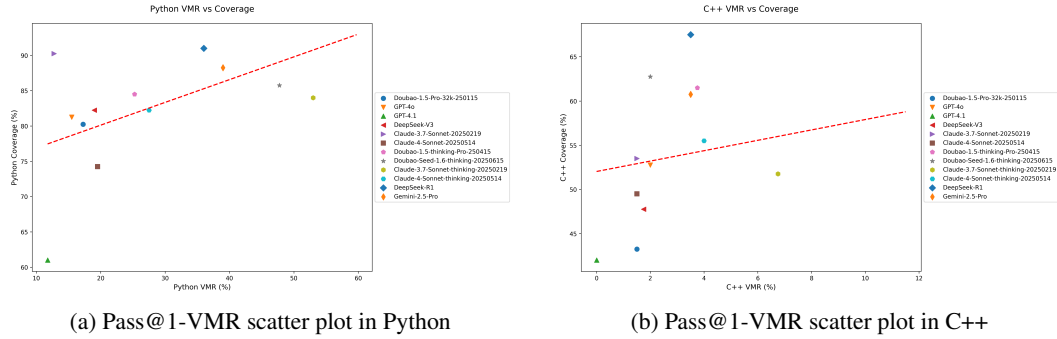 Python VMR vs Coverage
Python Coverage (%)
90
85
80
75
70
65
60
10
20
30
40
50
60
Python VMR (%)
Doubao-1.5-Pro-32k-250115
GPT-4o
GPT-4.1
DeepSeek-V3
Claude-3.7-Sonnet-20250219
Claude-4-Sonnet-20250514
Doubao-1.5-thinking-Pro-250415
Doubao-Seed-1.6-thinking-20250615
Claude-3.7-Sonnet-thinking-20250219
Claude-4-Sonnet-thinking-20250514
DeepSeek-R1
Gemini-2.5-Pro
(a) Pass@1-VMR scatter plot in Python
C++ VMR vs Coverage
C++ Coverage (%)
65
60
55
50
45
0
2
4
6
8
10
12
C++ VMR (%)
Doubao-1.5-Pro-32k-250115
GPT-4o
GPT-4.1
DeepSeek-V3
Claude-3.7-Sonnet-20250219
Claude-4-Sonnet-20250514
Doubao-1.5-thinking-Pro-250415
Doubao-Seed-1.6-thinking-20250615
Claude-3.7-Sonnet-thinking-20250219
Claude-4-Sonnet-thinking-20250514
DeepSeek-R1
Gemini-2.5-Pro
(b) Pass@1-VMR scatter plot in C++